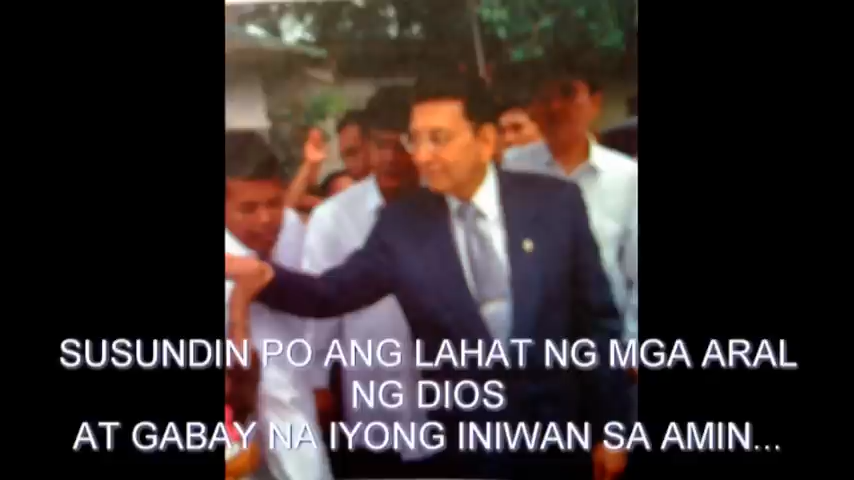 SUSUNDIN PO ANG LAHAT NG MGA ARAL
NG DIOS
AT GABAY NA IYONG INIWAN SA AMIN...